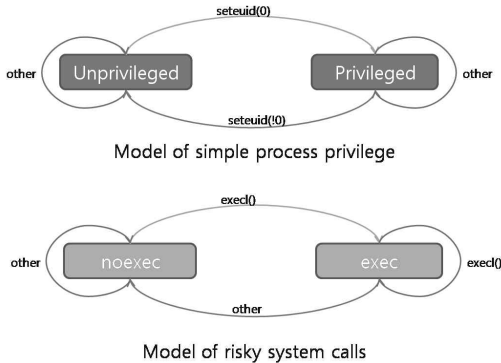 seteuid(0)
other Unprivileged Privileged other
seteuid(!0)
Model of simple process privilege
execl()
other noexec exec execl()
other
Model of risky system calls